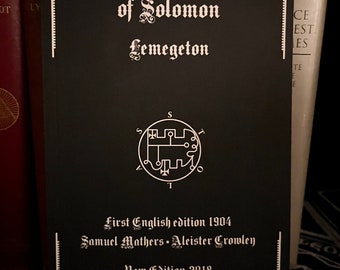 of Solomon
Lemegeton
S T O L A S
First English edition 1904
Samuel Mathers • Aleister Crowley
New Edition 2018